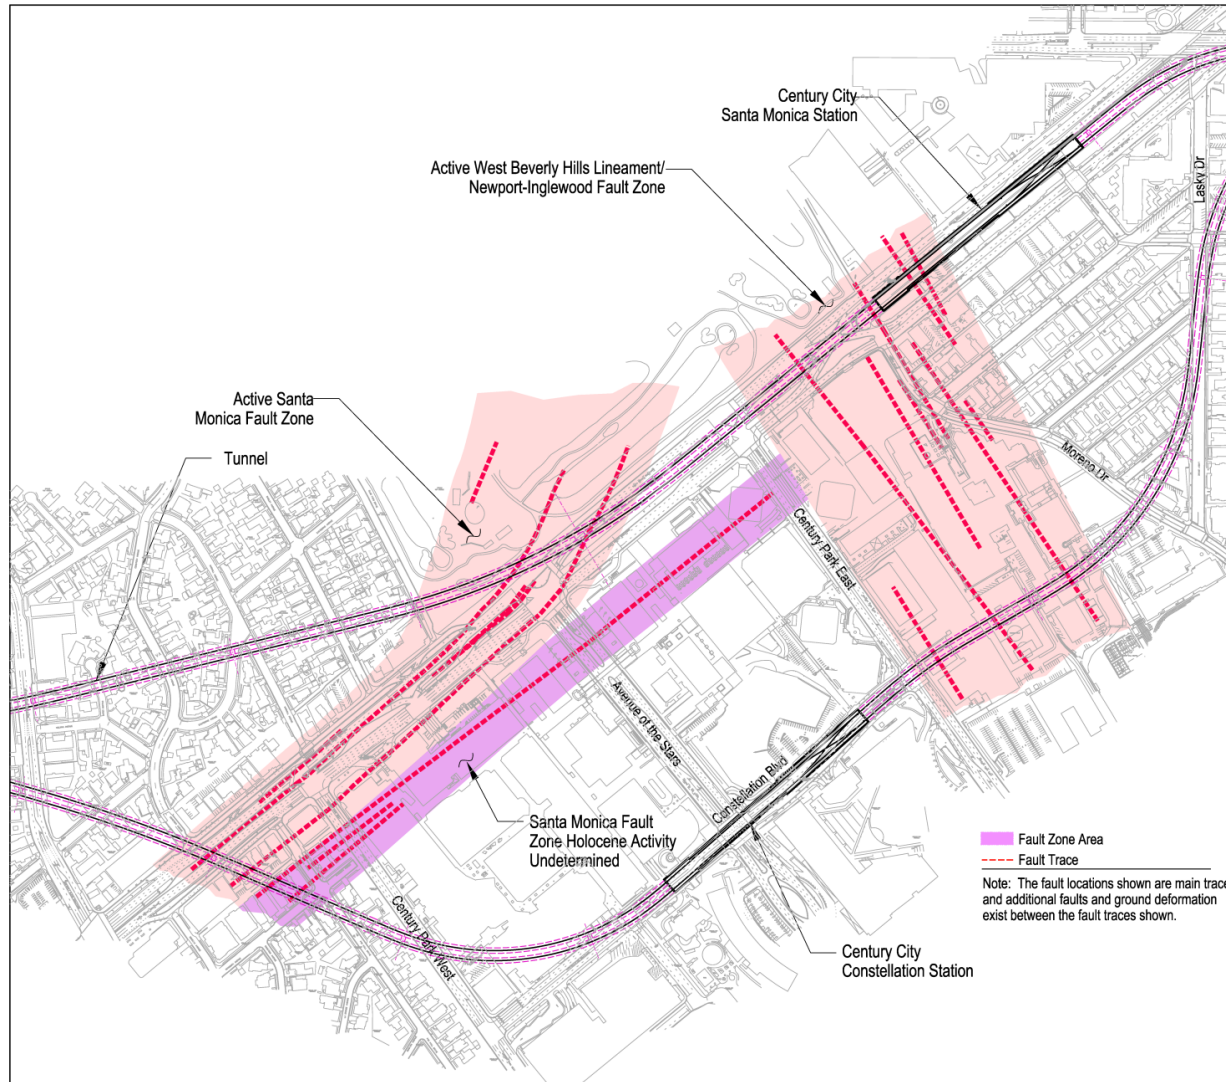 Century City
Santa Monica Station
Active West Beverly Hills Lineament/
Newport-Inglewood Fault Zone
Lasky Dr
Active Santa
Monica Fault Zone
Tunnel
Moreno Dr
Century Park East
Avenue of the Stars
Constellation Blvd
Santa Monica Fault
Zone Holocene Activity
Undetermined
Fault Zone Area
Fault Trace
Note: The fault locations shown are main trace
and additional faults and ground deformation
exist between the fault traces shown.
Century Park West
Century City
Constellation Station